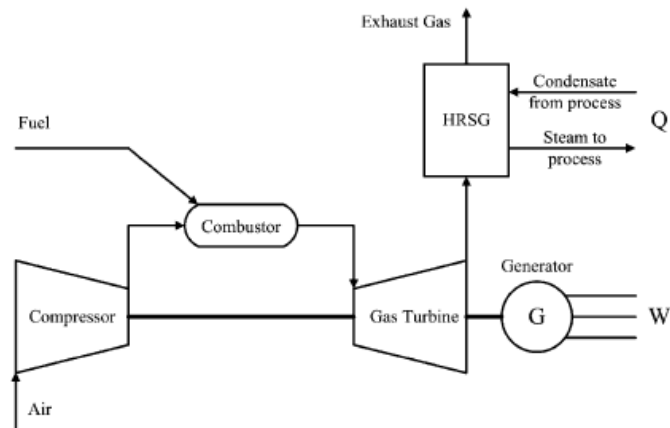 Exhaust Gas
Condensate
from process
HRSG
Q
Steam to
process
Fuel
Combustor
Generator
Compressor
Gas Turbine
G
W
Air